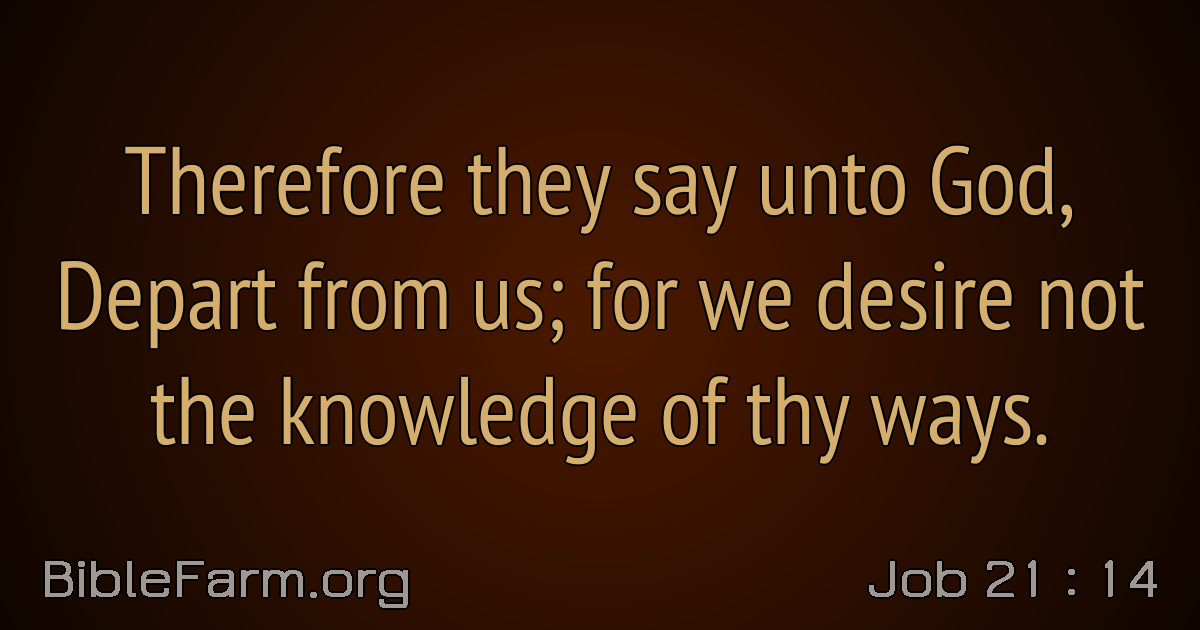 Therefore they say unto God,
Depart from us; for we desire not
the knowledge of thy ways.
BibleFarm.org
Job 21 : 14